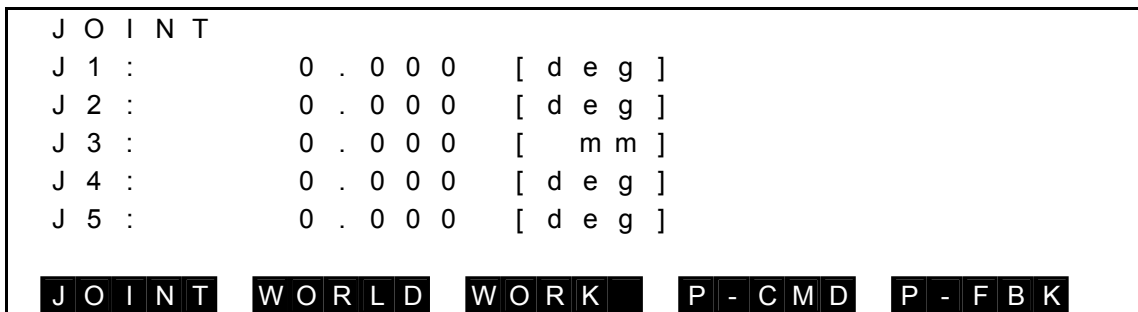 JOINT
J1: 0.000 [deg]
J2: 0.000 [deg]
J3: 0.000 [ mm]
J4: 0.000 [deg]
J5: 0.000 [deg]
JOINT WORLD WORK P-CMD P-FBK